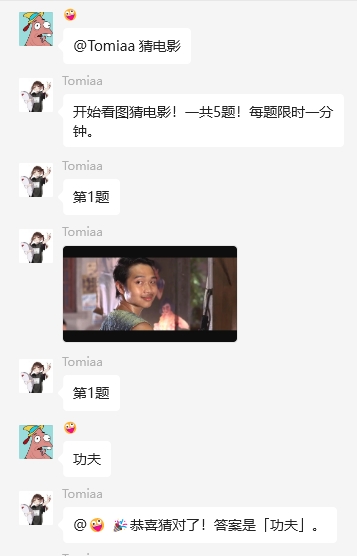 🤪
@Tomiaa 猜电影
Tomiaa
开始看图猜电影！一共5题！每题限时一分
钟。
Tomiaa
第1题
Tomiaa
Tomiaa
第1题
🤪
功夫
Tomiaa
@🤪 🎉恭喜猜对了！答案是「功夫」。